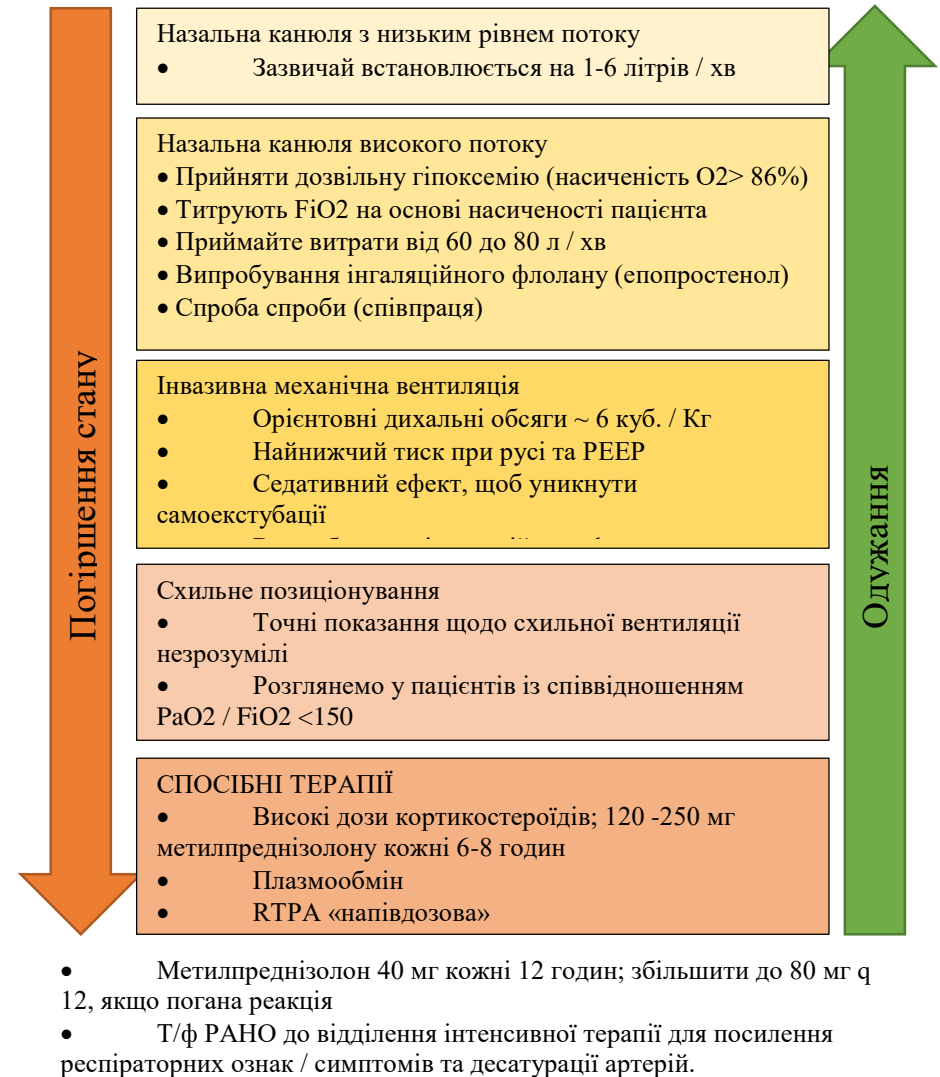 Назальна канюля з низьким рівнем потоку
• Зазвичай встановлюється на 1-6 літрів / хв
Назальна канюля високого потоку
• Прийняти дозвільну гіпоксемію (насиченість O2> 86%)
• Титрують FiO2 на основі насиченості пацієнта
• Приймайте витрати від 60 до 80 л / хв
• Випробування інгаляційного флолану (епопростенол)
• Спроба спроби (співпраця)
Інвазивна механічна вентиляція
• Орієнтовні дихальні обсяги ~ 6 куб. / Кг
• Найнижчий тиск при русі та PEEP
• Седативний ефект, щоб уникнути
самоекстубації
Схильне позиціонування
• Точні показання щодо схильної вентиляції
незрозумілі
• Розглянемо у пацієнтів із співвідношенням
PaO2 / FiO2 <150
СПОСІБНІ ТЕРАПІЇ
• Високі дози кортикостероїдів; 120 -250 мг
метилпреднізолону кожні 6-8 годин
• Плазмообмін
• RTPA «напівдозова»
Погіршення стану
Одужання
• Метилпреднізолон 40 мг кожні 12 годин; збільшити до 80 мг q
12, якщо погана реакція
• Т/ф РАНО до відділення інтенсивної терапії для посилення
респіраторних ознак / симптомів та десатурації артерій.